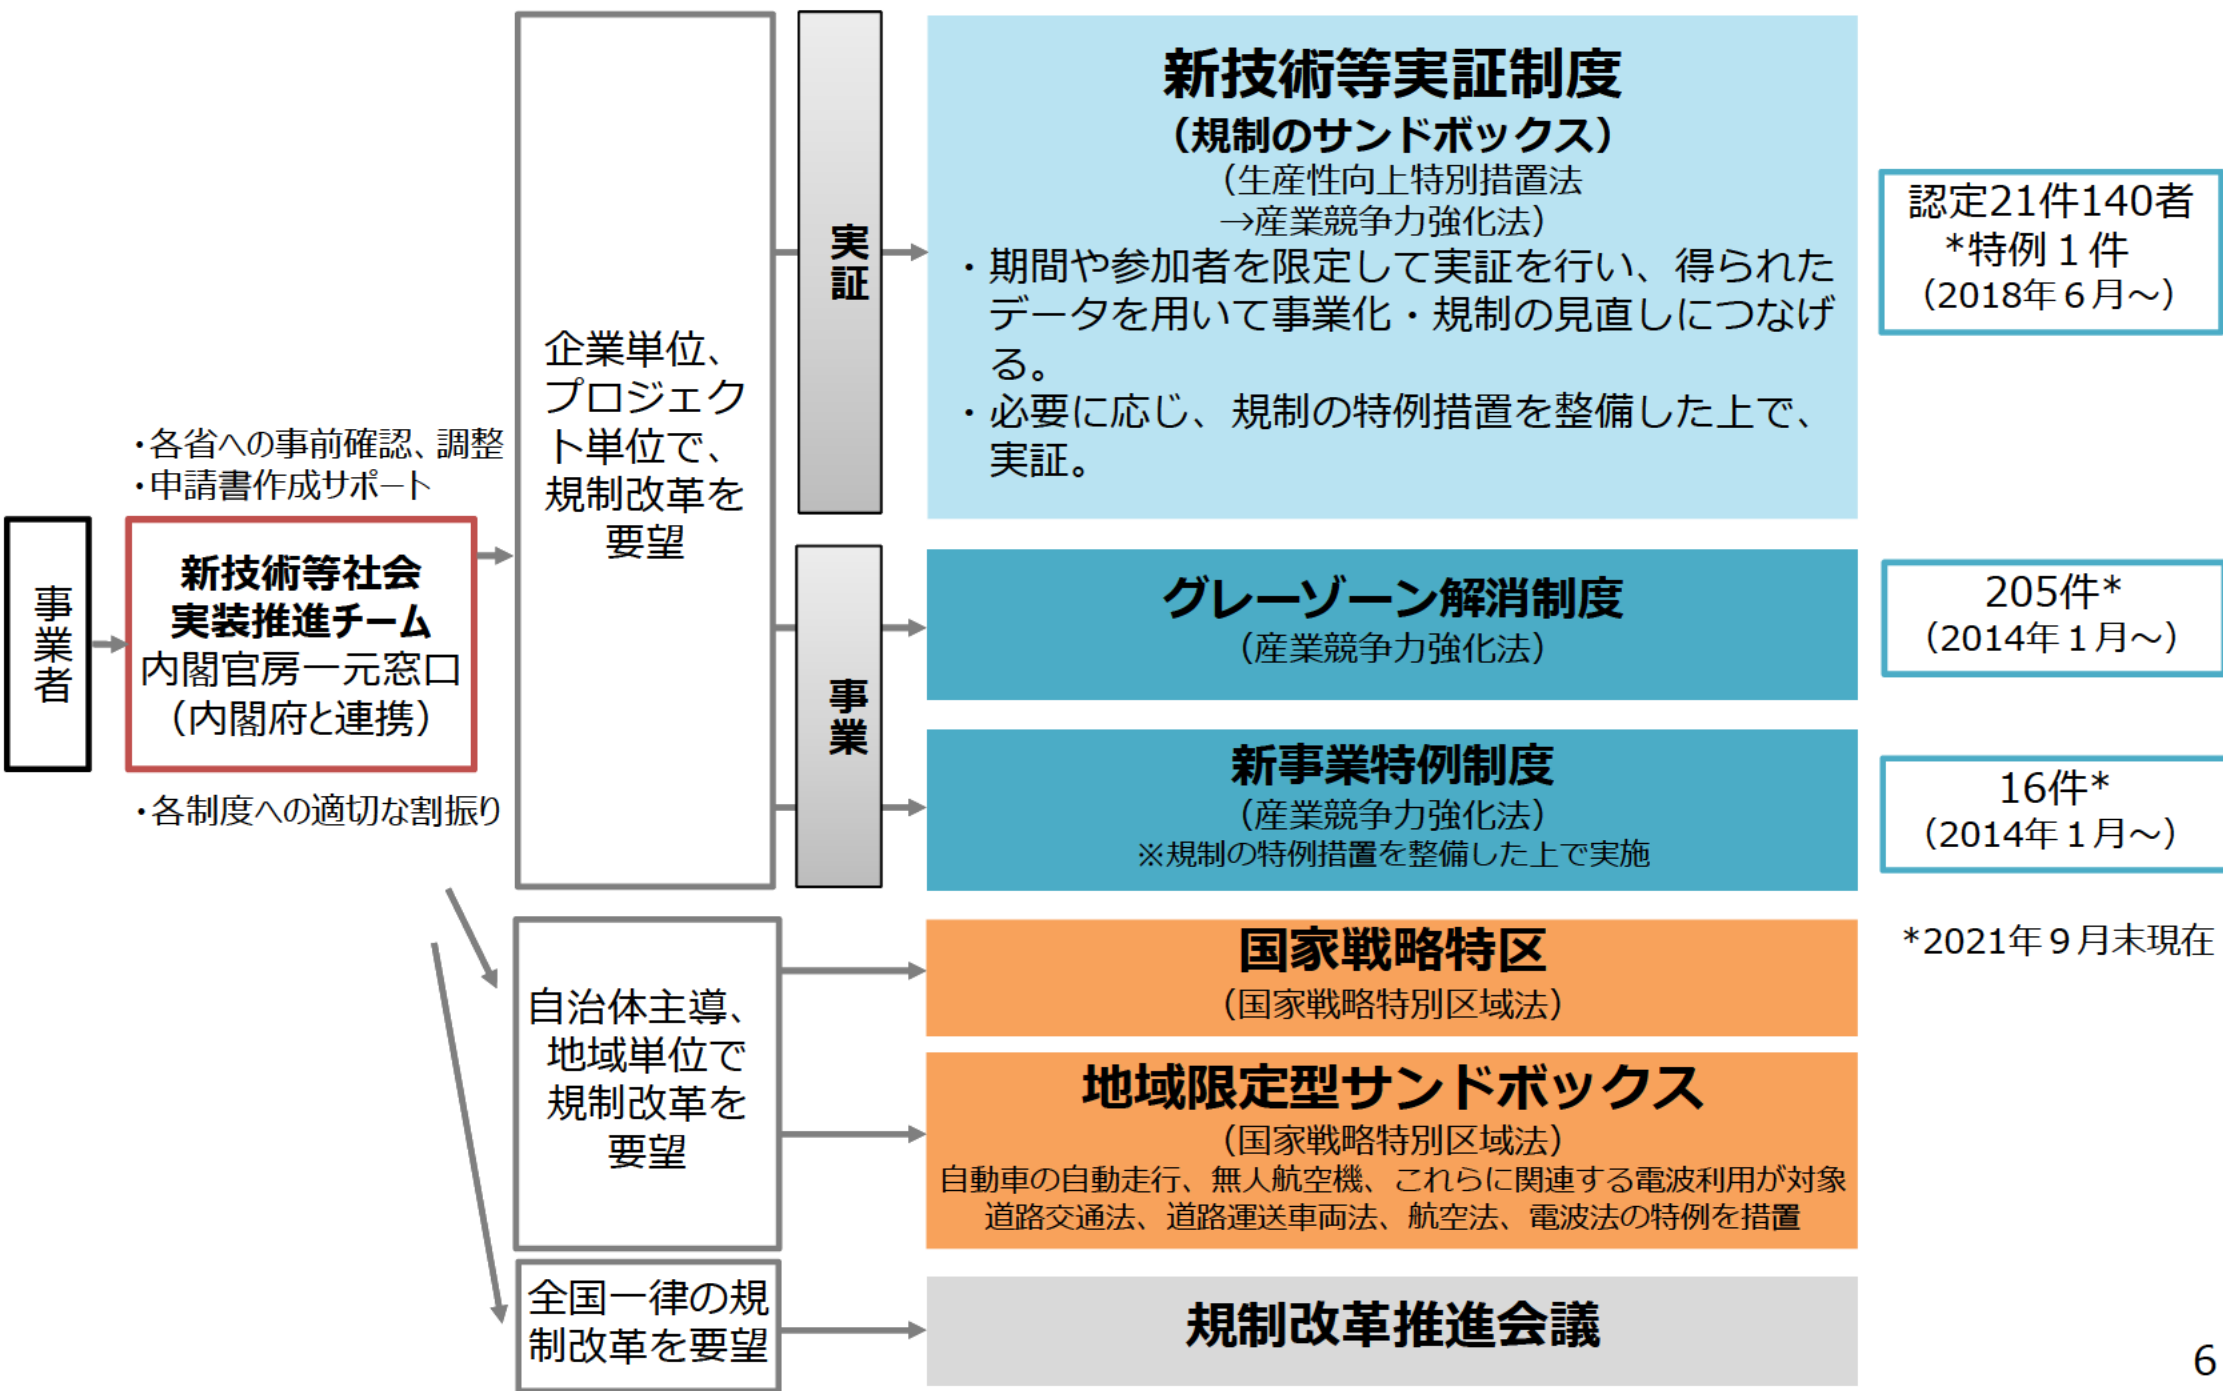 事業者
・各省への事前確認、調整
・申請書作成サポート
新技術等社会
実装推進チーム
内閣官房一元窓口
（内閣府と連携）
・各制度への適切な割振り
企業単位、
プロジェク
ト単位で、
規制改革を
要望
実証
新技術等実証制度
（規制のサンドボックス）
（生産性向上特別措置法
→産業競争力強化法）
・期間や参加者を限定して実証を行い、得られた
データを用いて事業化・規制の見直しにつなげ
る。
・必要に応じ、規制の特例措置を整備した上で、
実証。
認定21件140者
*特例１件
（2018年６月～）
事業
グレーゾーン解消制度
（産業競争力強化法）
205件*
（2014年１月～）
新事業特例制度
（産業競争力強化法）
※規制の特例措置を整備した上で実施
16件*
（2014年１月～）
*2021年９月末現在
自治体主導、
地域単位で
規制改革を
要望
国家戦略特区
（国家戦略特別区域法）
地域限定型サンドボックス
（国家戦略特別区域法）
自動車の自動走行、無人航空機、これらに関連する電波利用が対象
道路交通法、道路運送車両法、航空法、電波法の特例を措置
全国一律の規
制改革を要望
規制改革推進会議
6